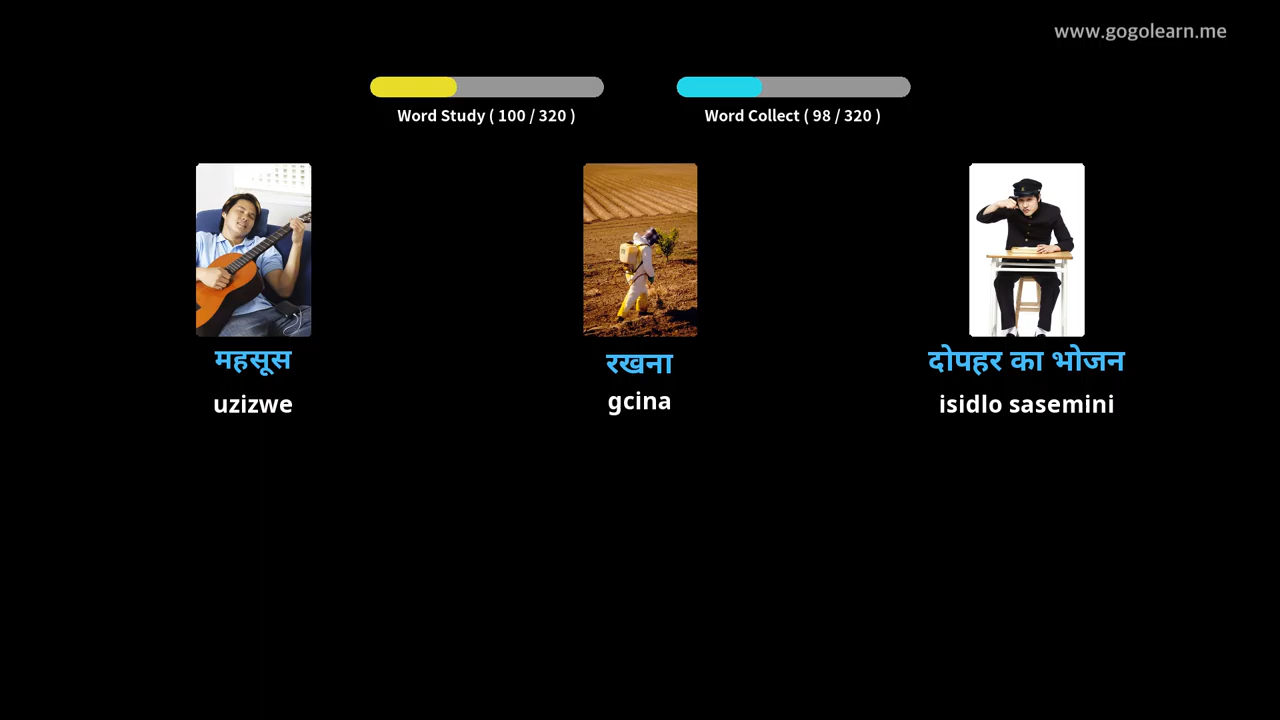 www.gogolearn.me
Word Study ( 100 / 320 )
Word Collect ( 98 / 320 )
महसूस
रखना
दोपहर का भोजन
uzizwe
gcina
isidlo sasemini